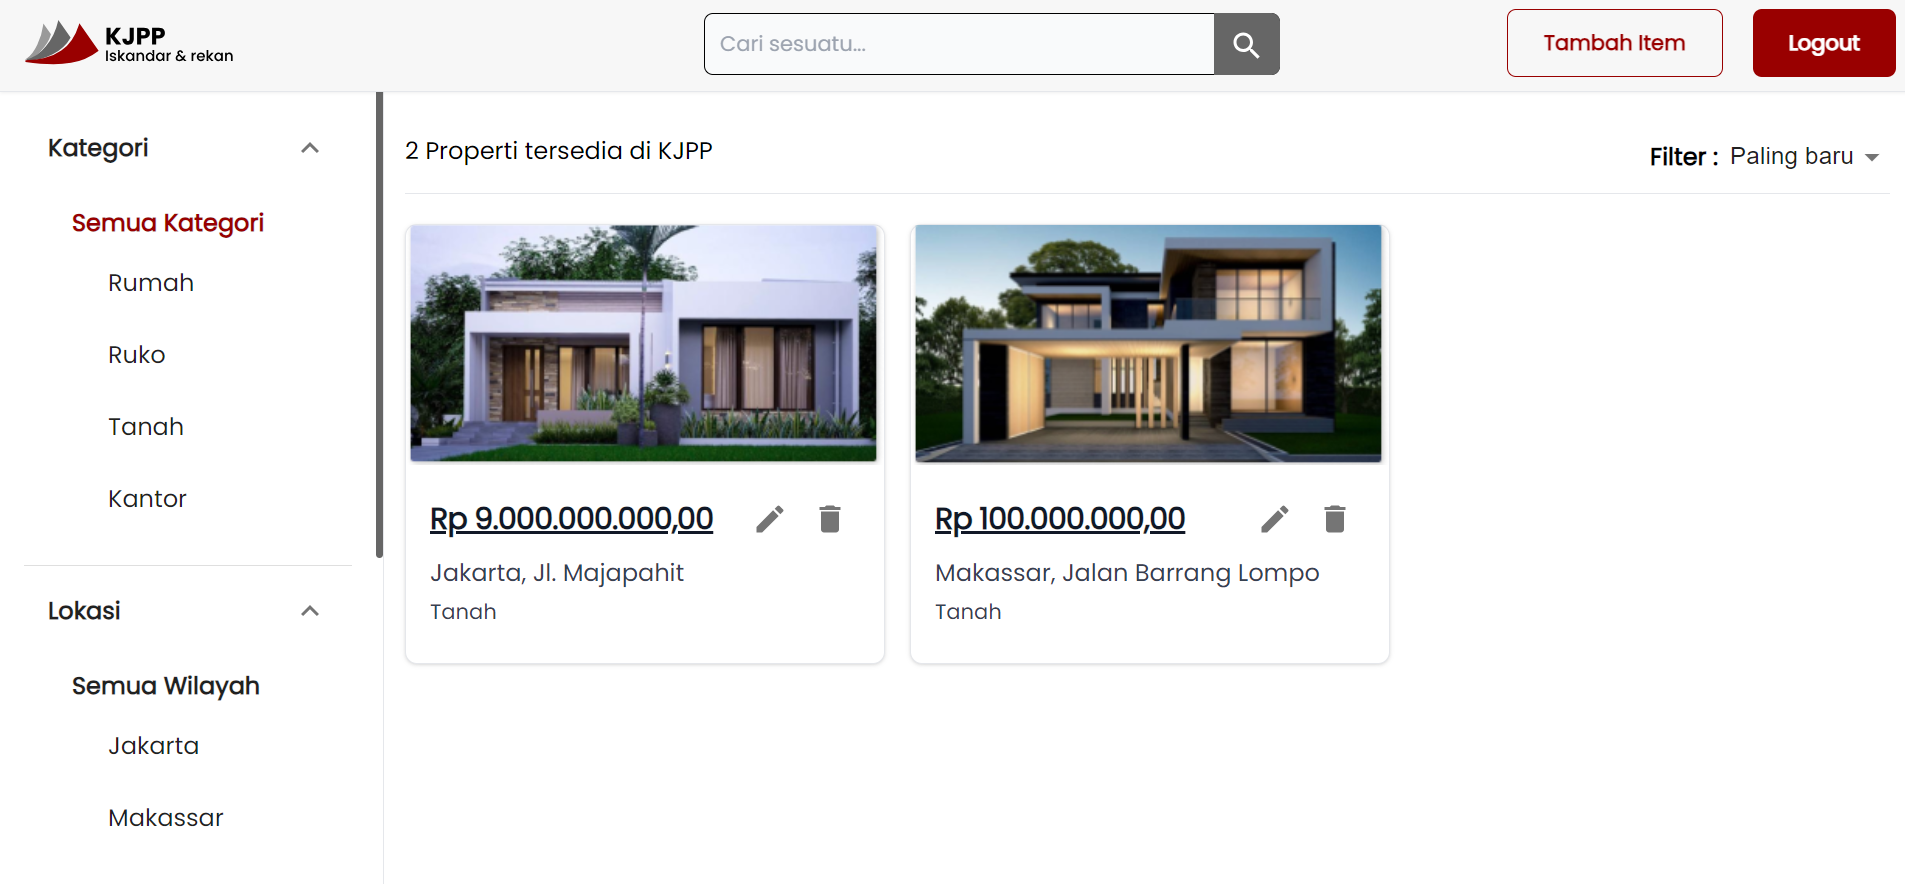 KJPP
Iskandar & rekan
Cari sesuatu...
Tambah Item
Logout
Kategori
Semua Kategori
Rumah
Ruko
Tanah
Kantor
Lokasi
Semua Wilayah
Jakarta
Makassar
2 Properti tersedia di KJPP
Filter : Paling baru
Rp 9.000.000.000,00
Jakarta, Jl. Majapahit
Tanah
Rp 100.000.000,00
Makassar, Jalan Barrang Lompo
Tanah